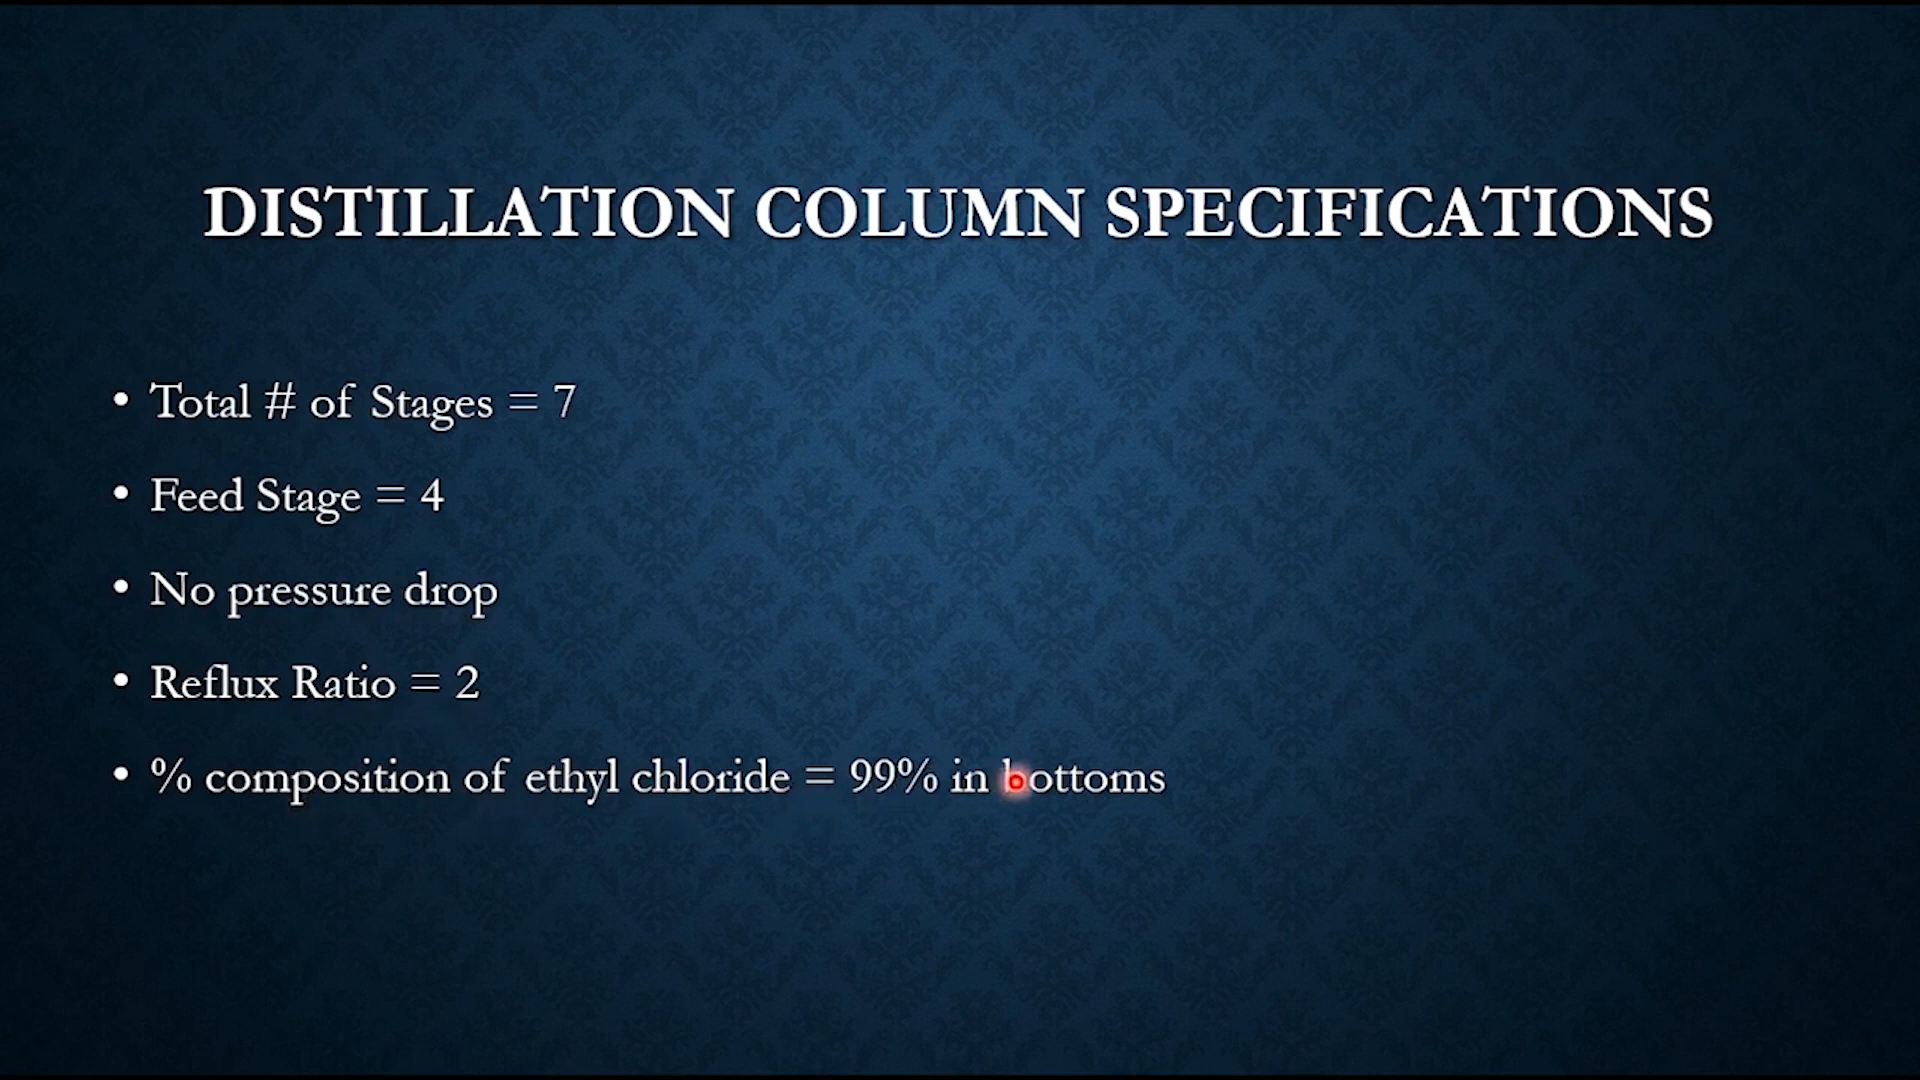 DISTILLATION COLUMN SPECIFICATIONS
• Total # of Stages = 7
• Feed Stage = 4
• No pressure drop
• Reflux Ratio = 2
• % composition of ethyl chloride = 99% in bottoms